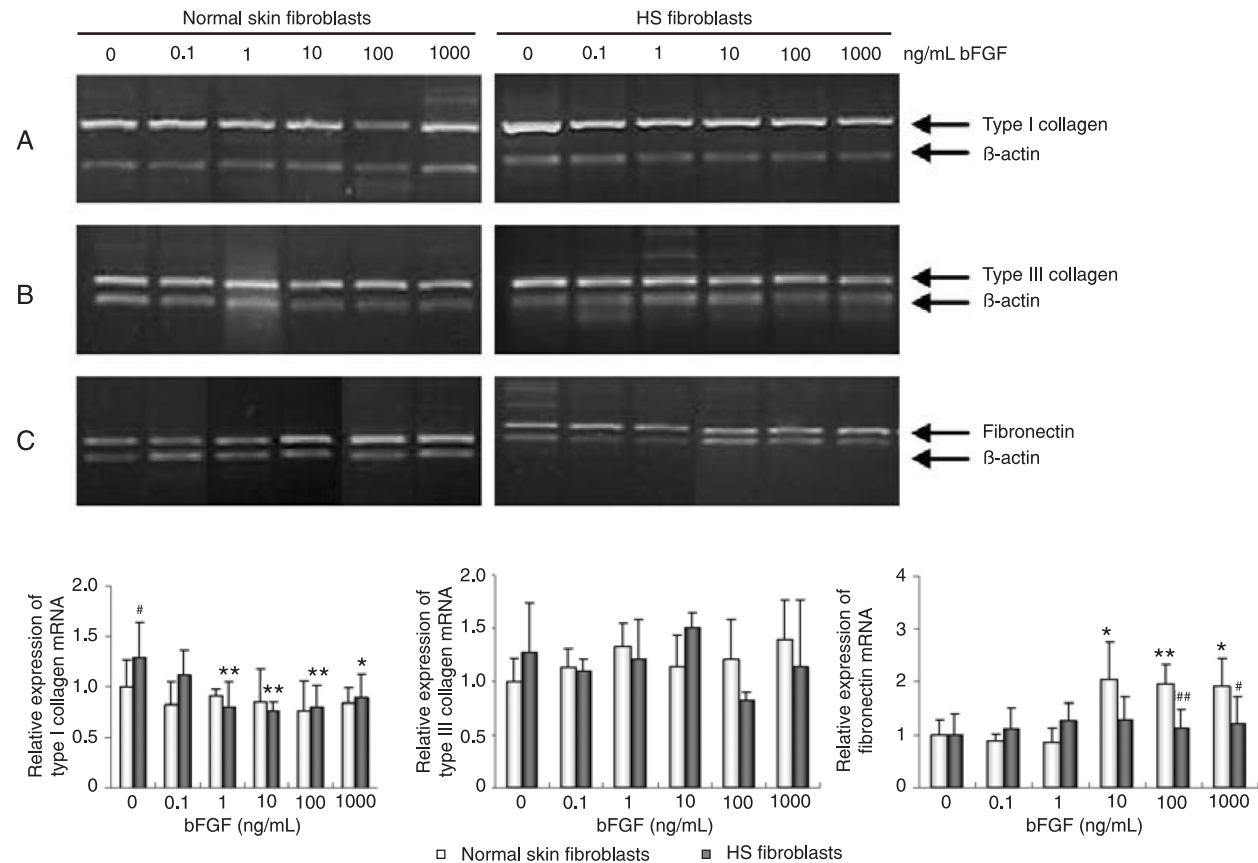 Normal skin fibroblasts HS fibroblasts
0 0.1 1 10 100 1000 0 0.1 1 10 100 1000 ng/mL bFGF
A
Type I collagen
ß-actin
B
Type III collagen
ß-actin
C
Fibronectin
ß-actin
Relative expression of
type I collagen mRNA
2.0
1.5
1.0
0.5
0
#
**
**
**
*
0 0.1 1 10 100 1000
bFGF (ng/mL)
Relative expression of
type III collagen mRNA
2.0
1.5
1.0
0.5
0
0 0.1 1 10 100 1000
bFGF (ng/mL)
Relative expression of
fibronectin mRNA
4
3
2
1
0
*
**
##
*
#
0 0.1 1 10 100 1000
bFGF (ng/mL)
Normal skin fibroblasts HS fibroblasts